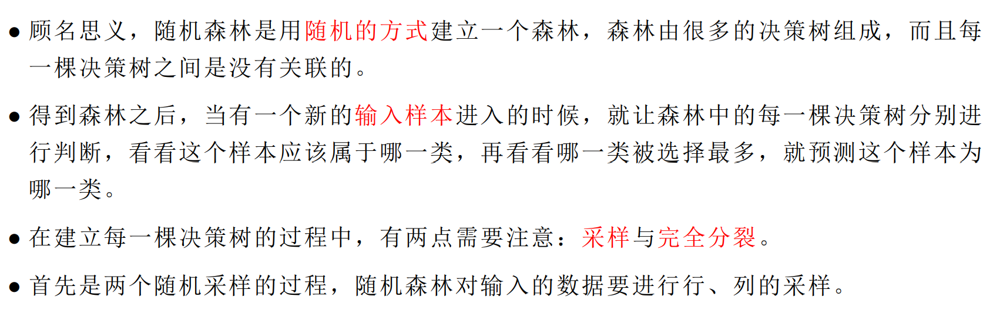 ● 顾名思义，随机森林是用随机的方式建立一个森林，森林由很多的决策树组成，而且每
一棵决策树之间是没有关联的。
● 得到森林之后，当有一个新的输入样本进入的时候，就让森林中的每一棵决策树分别进
行判断，看看这个样本应该属于哪一类，再看看哪一类被选择最多，就预测这个样本为
哪一类。
● 在建立每一棵决策树的过程中，有两点需要注意：采样与完全分裂。
● 首先是两个随机采样的过程，随机森林对输入的数据要进行行、列的采样。